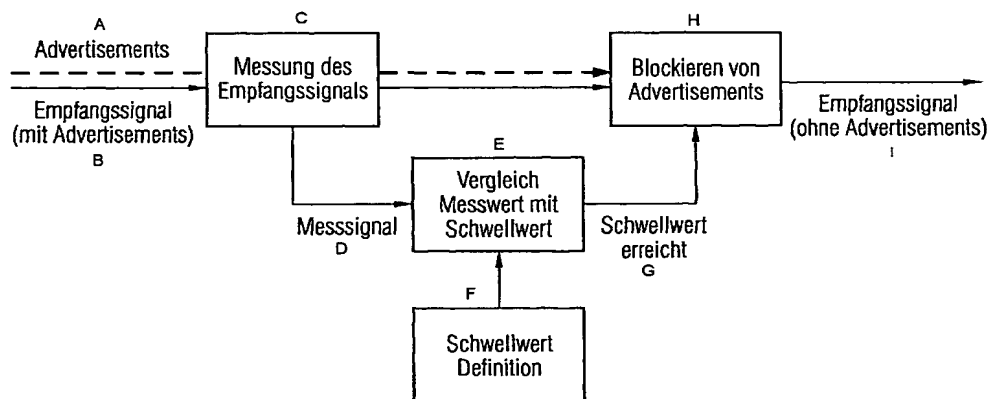 A
Advertisements
Empfangssignal
(mit Advertisements)
B
C
Messung des
Empfangssignals
Messsignal
D
E
Vergleich
Messwert mit
Schwellwert
F
Schwellwert
Definition
Schwellwert
erreicht
G
H
Blockieren von
Advertisements
Empfangssignal
(ohne Advertisements)
I